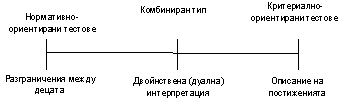 Нормативно-
ориентирани тестове
Комбиниран тип
Критериално-
ориентирани тестове
Разграничения между
децата
Двойнствена (дуална)
интерпретация
Описание на
постиженията